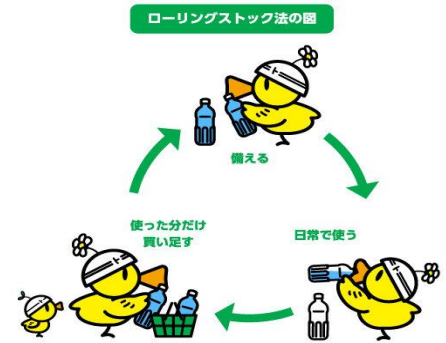 ローリングストック法の図
備える
日常で使う
使った分だけ
買い足す